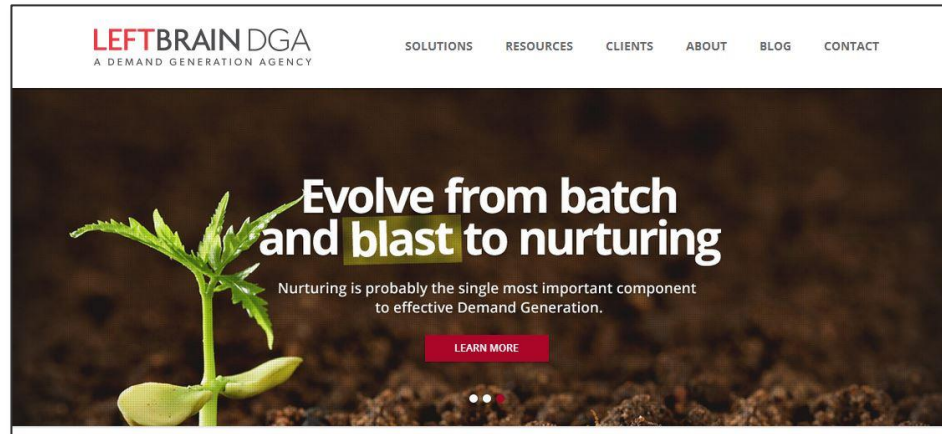 LEFTBRAIN DGA
A DEMAND GENERATION AGENCY
SOLUTIONS RESOURCES CLIENTS ABOUT BLOG CONTACT
Evolve from batch
and blast to nurturing
Nurturing is probably the single most important component
to effective Demand Generation.
LEARN MORE